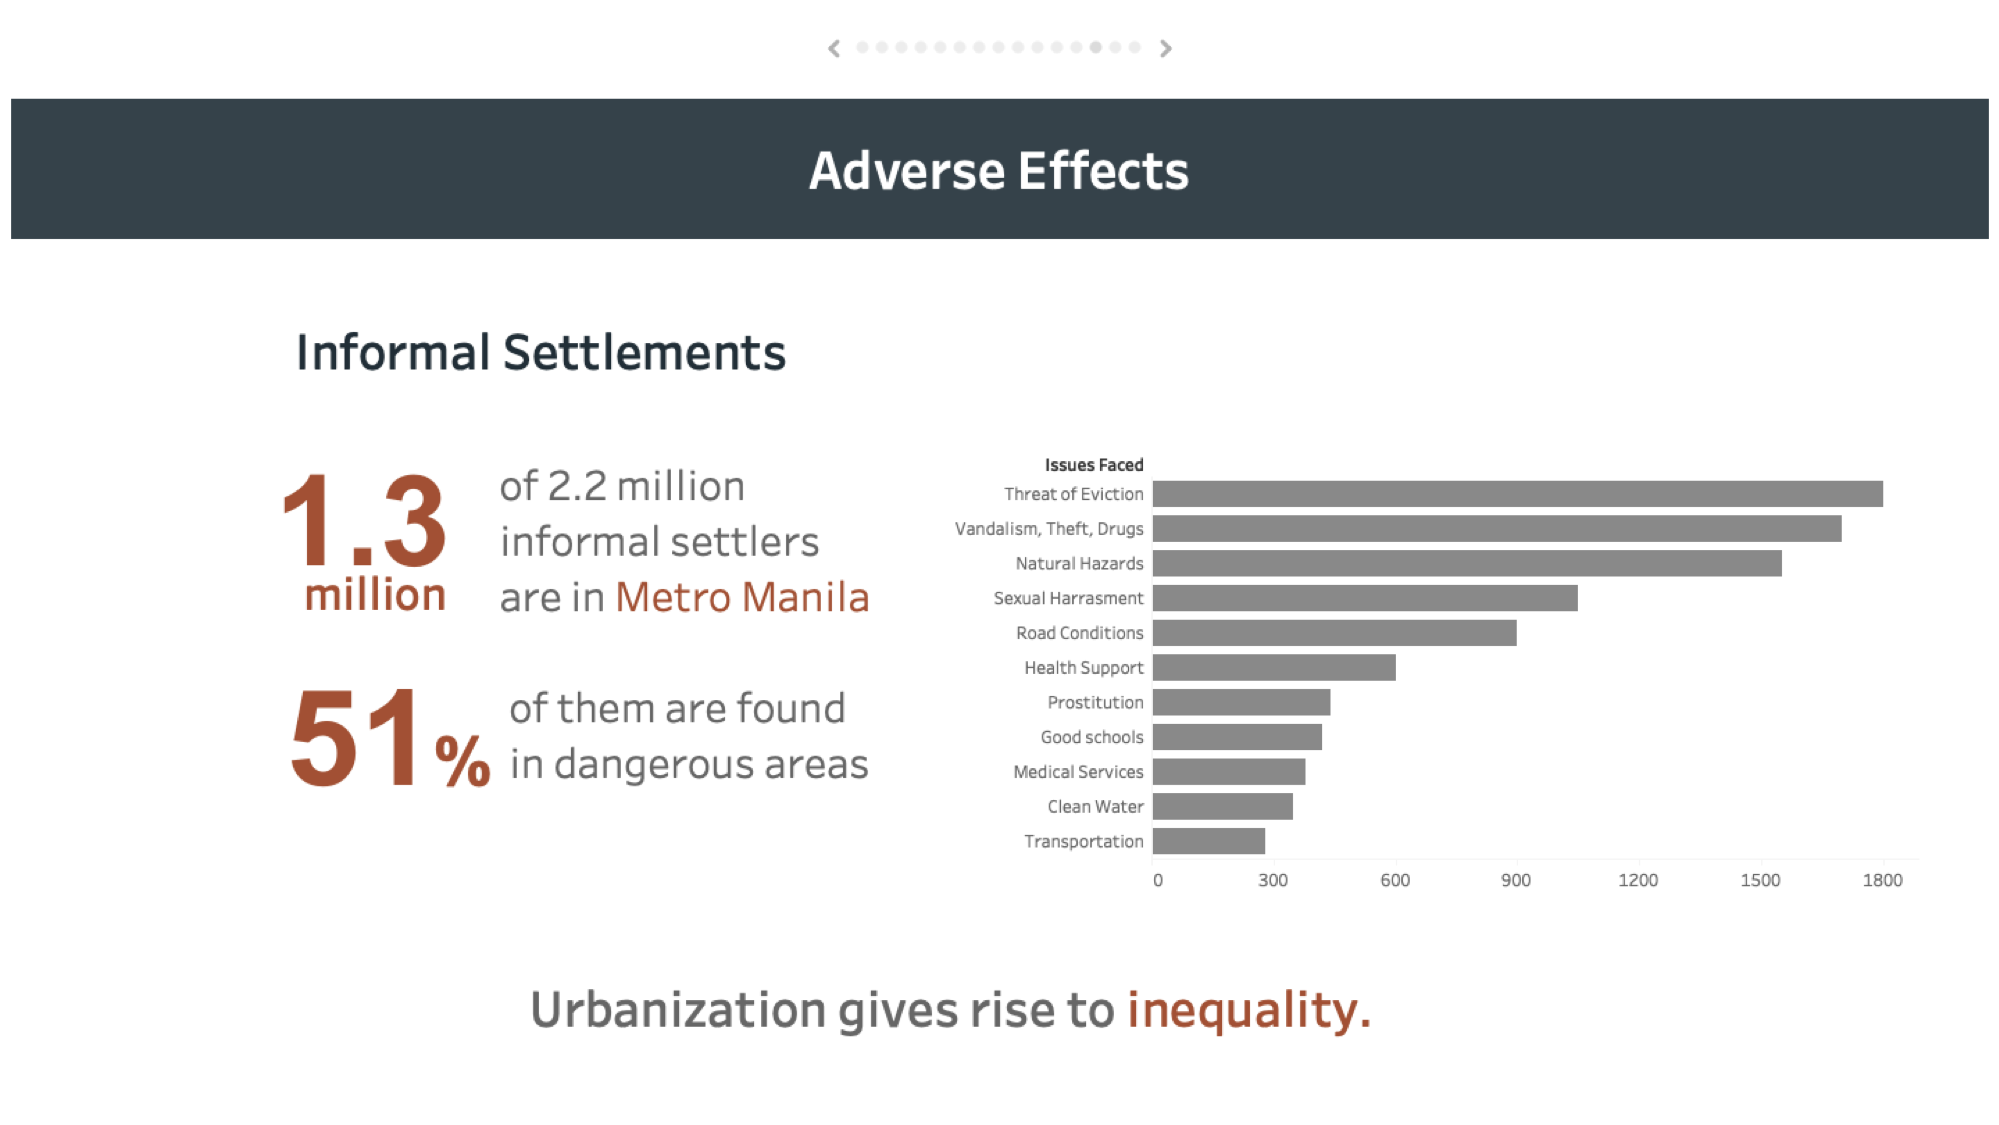 Adverse Effects
Informal Settlements
1.3
million
of 2.2 million
informal settlers
are in Metro Manila
51%
of them are found
in dangerous areas
Issues Faced
Threat of Eviction
Vandalism, Theft, Drugs
Natural Hazards
Sexual Harrasment
Road Conditions
Health Support
Prostitution
Good schools
Medical Services
Clean Water
Transportation
0 300 600 900 1200 1500 1800
Urbanization gives rise to inequality.